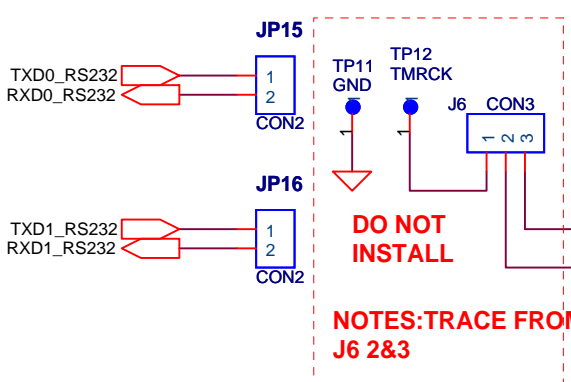 JP15
TXD0_RS232
RXD0_RS232
1
2
CON2
JP16
TXD1_RS232
RXD1_RS232
1
2
CON2
TP11
GND
1
TP12
TMRCK
1
J6 CON3
1
2
3
DO NOT
INSTALL
NOTES:TRACE FROM
J6 2&3